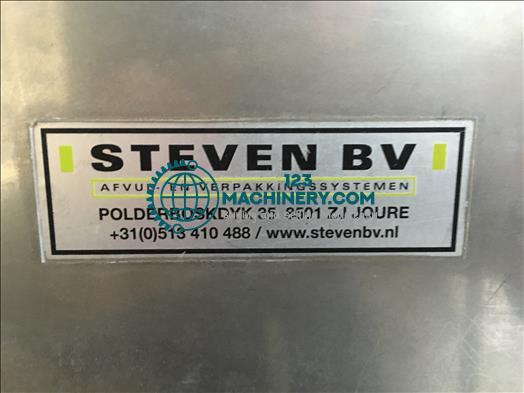 STEVEN BV
AFVUL- EN VERPAKKINGSSYSTEMEN
123
MACHINERY.COM
POLDERBOSKDYK 35 8501 ZJ JOURE
+31(0)513 410 488 / www.stevenbv.nl